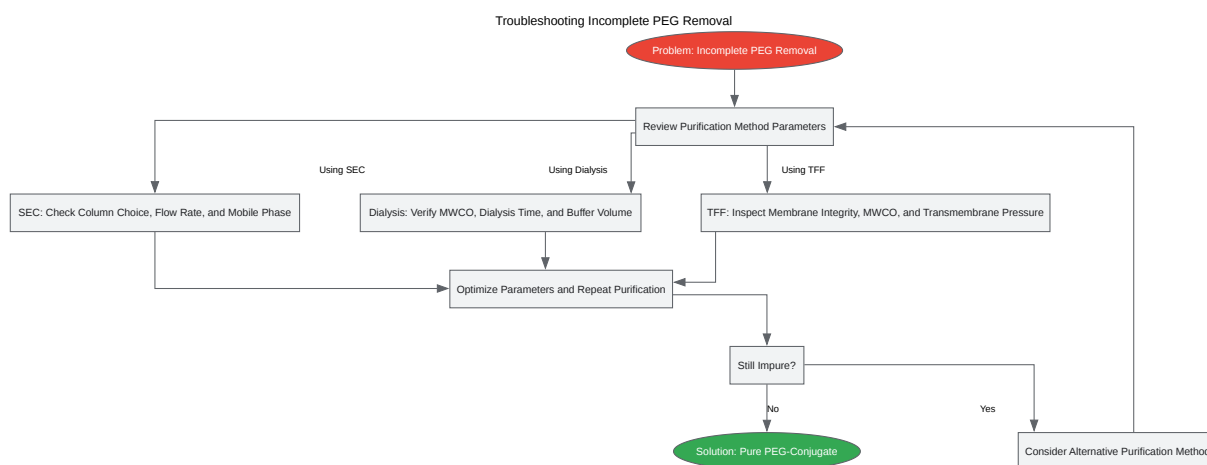 Troubleshooting Incomplete PEG Removal
Problem: Incomplete PEG Removal
Review Purification Method Parameters
Using SEC
Using Dialysis
Using TFF
SEC: Check Column Choice, Flow Rate, and Mobile Phase
Dialysis: Verify MWCO, Dialysis Time, and Buffer Volume
TFF: Inspect Membrane Integrity, MWCO, and Transmembrane Pressure
Optimize Parameters and Repeat Purification
Still Impure?
No
Yes
Solution: Pure PEG-Conjugate
Consider Alternative Purification Method